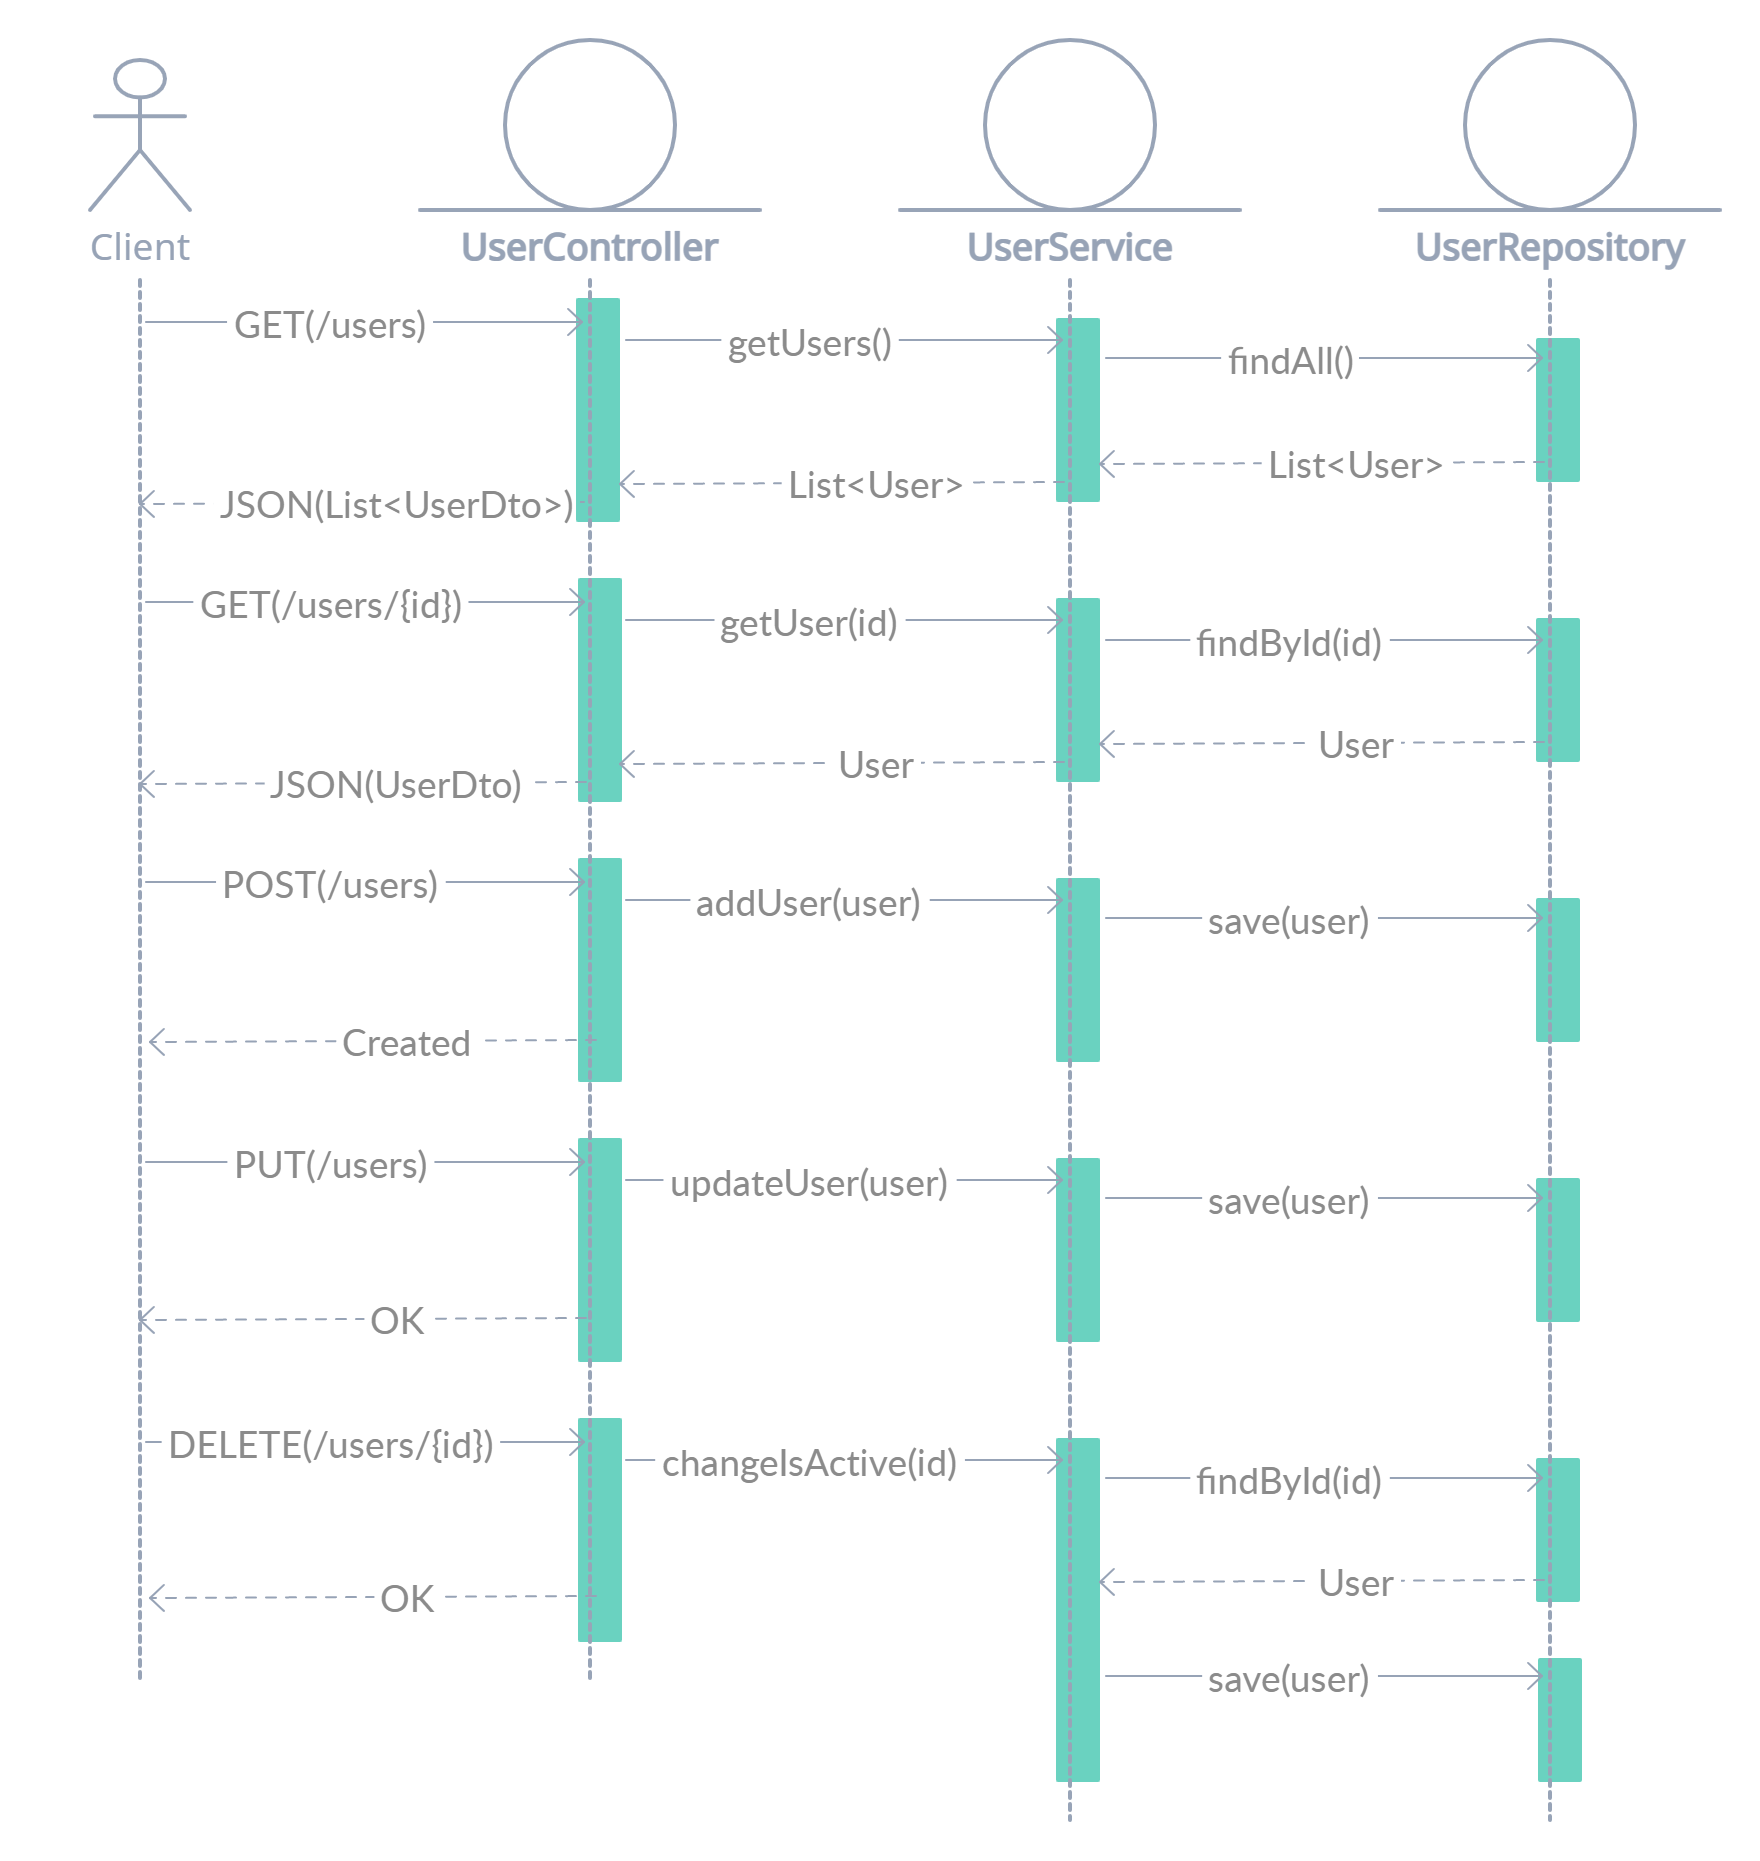 Client
UserController
UserService
UserRepository
GET(/users)
getUsers()
findAll()
List<User>
List<User>
JSON(List<UserDto>)
GET(/users/{id})
getUser(id)
findById(id)
User
User
JSON(UserDto)
POST(/users)
addUser(user)
save(user)
Created
PUT(/users)
updateUser(user)
save(user)
OK
DELETE(/users/{id})
changeIsActive(id)
findById(id)
User
OK
save(user)